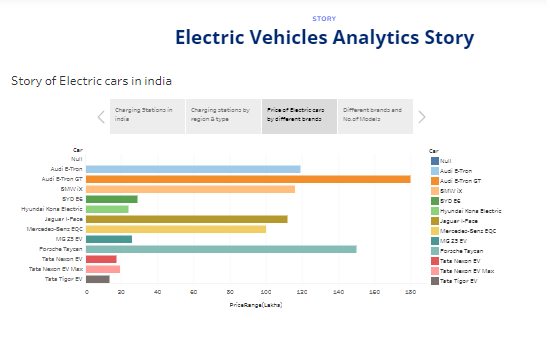 STORY
Electric Vehicles Analytics Story
Story of Electric cars in india
Charging Stations in
india
Charging stations by
region & type
Price of Electric cars
by different brands
Different brands and
No.of Models
Car
Null
Audi E-Tron
Audi E-Tron GT
BMW iX
BYD E6
Hyundai Kona Electric
Jaguar I-Pace
Mercedes-Benz EQC
MG ZS EV
Porsche Taycan
Tata Nexon EV
Tata Nexon EV Max
Tata Tigor EV
0 20 40 60 80 100 120 140 160 180
PriceRange(Lakhs)
Car
Null
Audi E-Tron
Audi E-Tron GT
BMW iX
BYD E6
Hyundai Kona Electric
Jaguar I-Pace
Mercedes-Benz EQC
MG ZS EV
Porsche Taycan
Tata Nexon EV
Tata Nexon EV Max
Tata Tigor EV